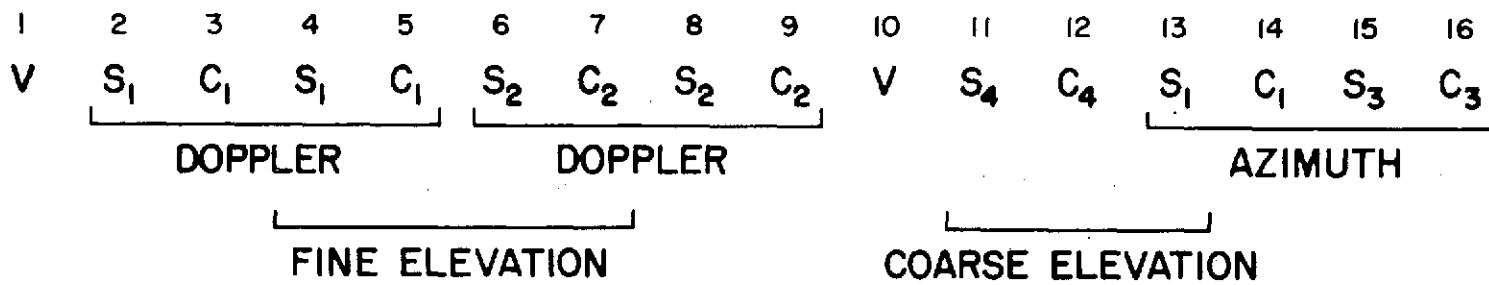 1 2 3 4 5 6 7 8 9 10 11 12 13 14 15 16
V S₁ C₁ S₁ C₁ S₂ C₂ S₂ C₂ V S₄ C₄ S₁ C₁ S₃ C₃
DOPPLER DOPPLER AZIMUTH
FINE ELEVATION COARSE ELEVATION